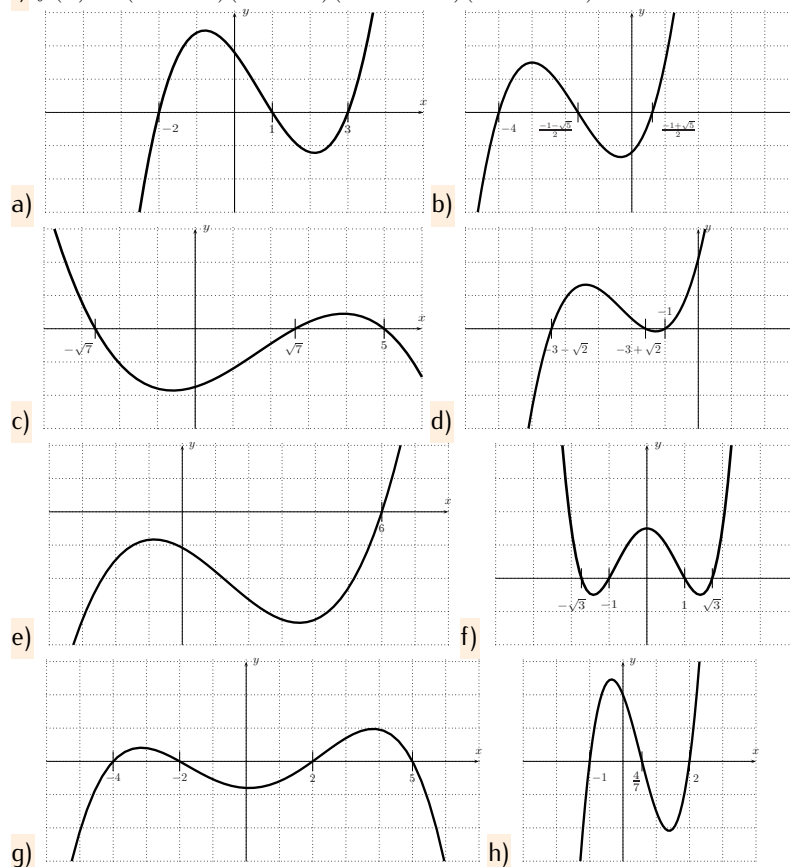 y y
x
−2 1 3 −4 −1−√5/2 −1+√5/2
a) b)
y y
x −1
−√7 √7 5 −3−√2 −3+√2
c) d)
y y
x
6 −√3 −1 1 √3
e) f)
y y
x x
−4 −2 2 5 −1 4/7 2
g) h)